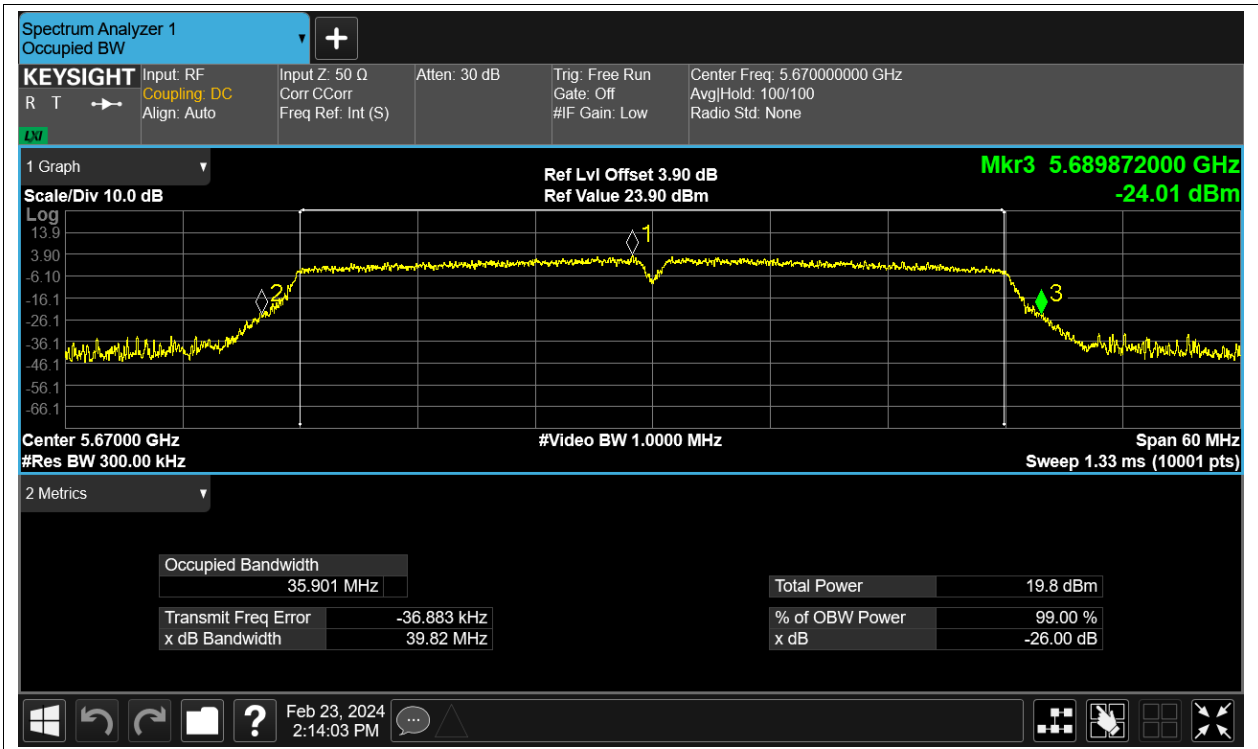 Spectrum Analyzer 1
Occupied BW
KEYSIGHT
R T
LXI
Input: RF
Coupling: DC
Align: Auto
Input Z: 50 Ω
Corr CCorr
Freq Ref: Int (S)
Atten: 30 dB
Trig: Free Run
Gate: Off
#IF Gain: Low
Center Freq: 5.670000000 GHz
Avg|Hold: 100/100
Radio Std: None
1 Graph
Scale/Div 10.0 dB
Ref Lvl Offset 3.90 dB
Ref Value 23.90 dBm
Mkr3 5.689872000 GHz
-24.01 dBm
Log
13.9
3.90
-6.10
-16.1
-26.1
-36.1
-46.1
-56.1
-66.1
1
2
3
Center 5.67000 GHz
#Res BW 300.00 kHz
#Video BW 1.0000 MHz
Span 60 MHz
Sweep 1.33 ms (10001 pts)
2 Metrics
Occupied Bandwidth
35.901 MHz
Transmit Freq Error -36.883 kHz
x dB Bandwidth 39.82 MHz
Total Power 19.8 dBm
% of OBW Power 99.00 %
x dB -26.00 dB
?
Feb 23, 2024
2:14:03 PM